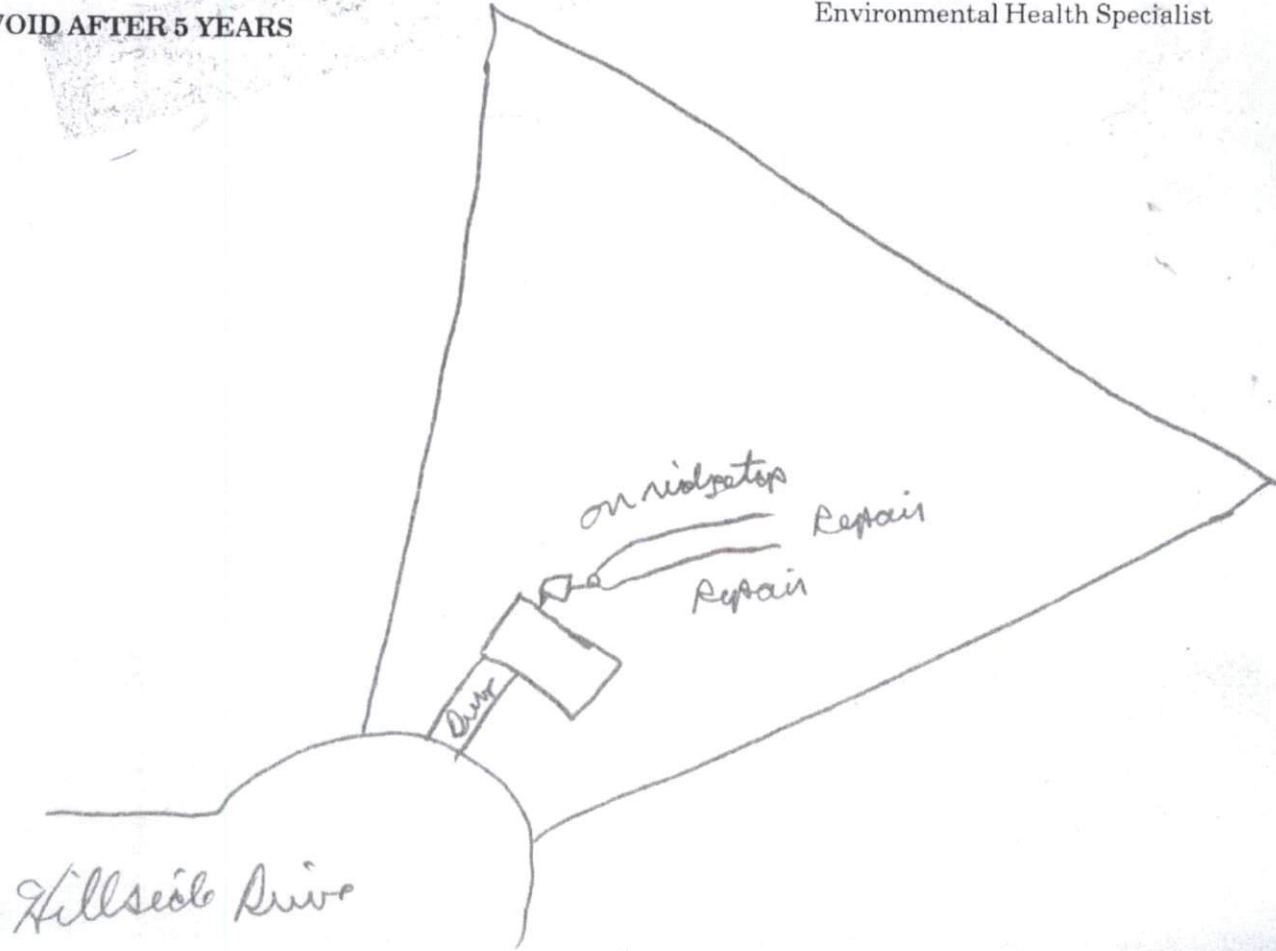 VOID AFTER 5 YEARS
Environmental Health Specialist
on ridgetop
Repair
Repair
Drive
Hillside Drive